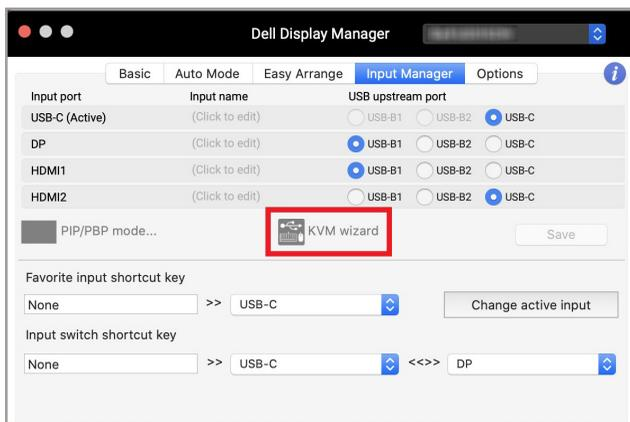 Dell Display Manager
Basic Auto Mode Easy Arrange Input Manager Options i
Input port Input name USB upstream port
USB-C (Active) (Click to edit) USB-B1 USB-B2 USB-C
DP (Click to edit) USB-B1 USB-B2 USB-C
HDMI1 (Click to edit) USB-B1 USB-B2 USB-C
HDMI2 (Click to edit) USB-B1 USB-B2 USB-C
PIP/PBP mode... KVM wizard Save
Favorite input shortcut key
None >> USB-C Change active input
Input switch shortcut key
None >> USB-C <<>> DP